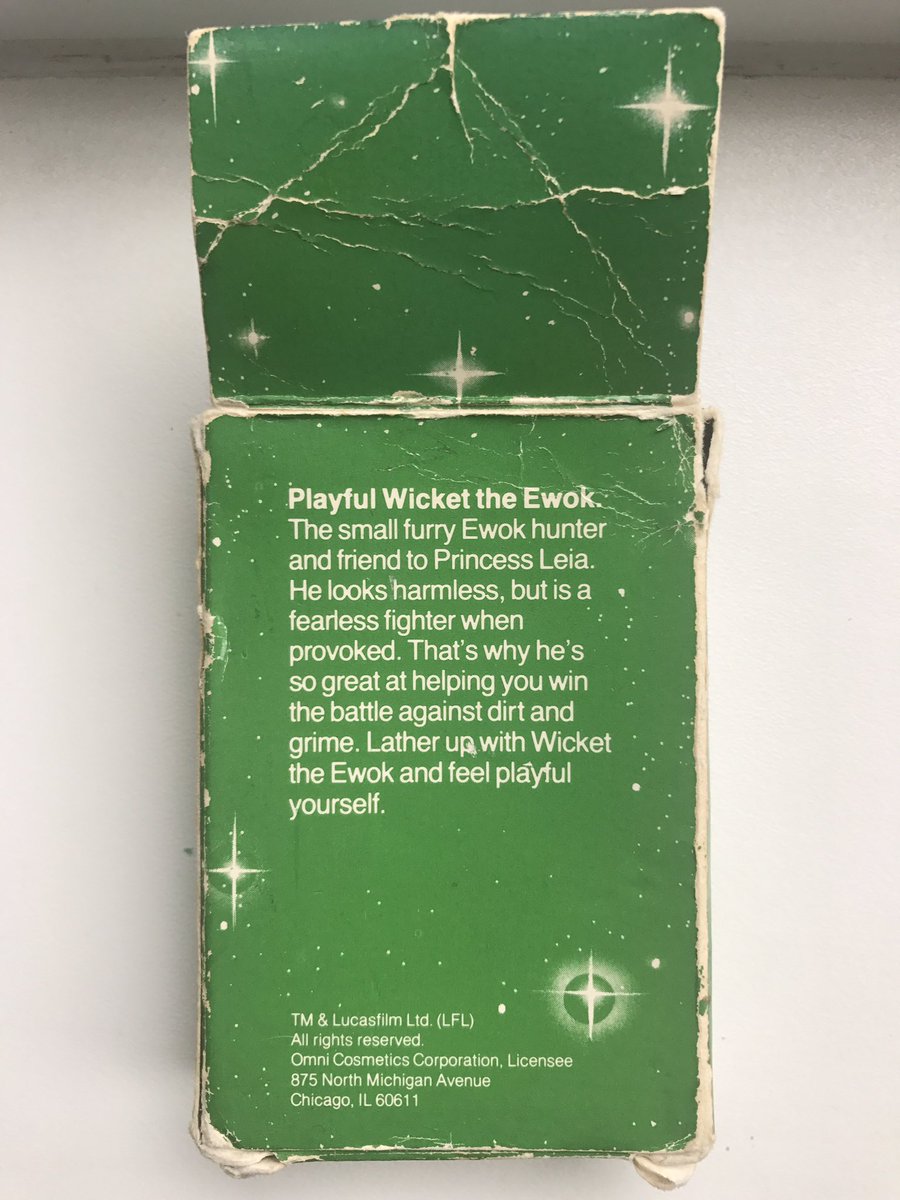 Playful Wicket the Ewok.
The small furry Ewok hunter
and friend to Princess Leia.
He looks harmless, but is a
fearless fighter when
provoked. That's why he's
so great at helping you win
the battle against dirt and
grime. Lather up with Wicket
the Ewok and feel playful
yourself.
TM & Lucasfilm Ltd. (LFL)
All rights reserved.
Omni Cosmetics Corporation, Licensee
875 North Michigan Avenue
Chicago, IL 60611